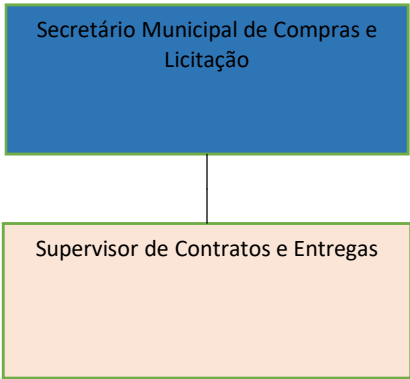 Secretário Municipal de Compras e
Licitação
Supervisor de Contratos e Entregas